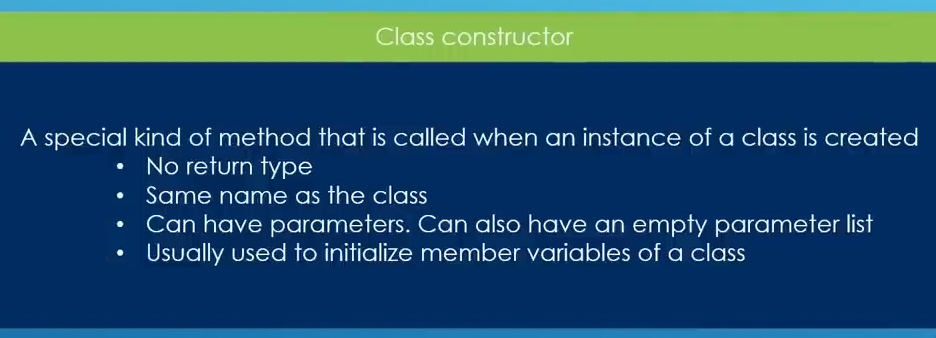 Class constructor
A special kind of method that is called when an instance of a class is created
• No return type
• Same name as the class
• Can have parameters. Can also have an empty parameter list
• Usually used to initialize member variables of a class